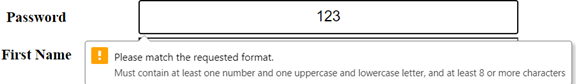 Password 123
First Name
! Please match the requested format.
Must contain at least one number and one uppercase and lowercase letter, and at least 8 or more characters